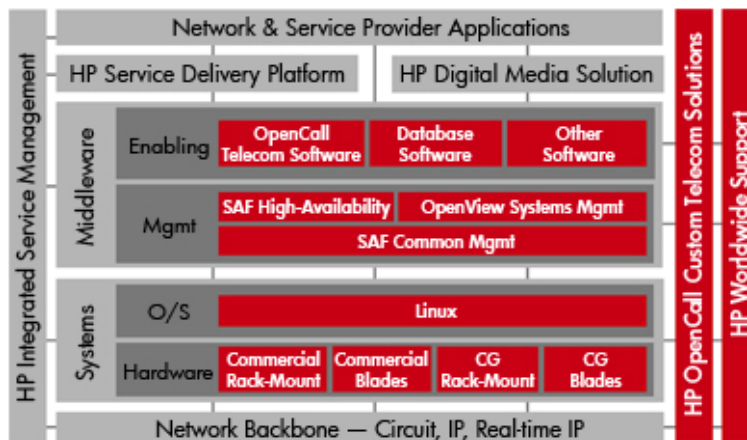 HP Integrated Service Management
Network & Service Provider Applications
HP Service Delivery Platform
HP Digital Media Solution
Middleware
Enabling
OpenCall
Telecom Software
Database
Software
Other
Software
Mgmt
SAF High-Availability
OpenView Systems Mgmt
SAF Common Mgmt
Systems
O/S
Linux
Hardware
Commercial
Rack-Mount
Commercial
Blades
CG
Rack-Mount
CG
Blades
Network Backbone — Circuit, IP, Real-time IP
HP OpenCall Custom Telecom Solutions
HP Worldwide Support